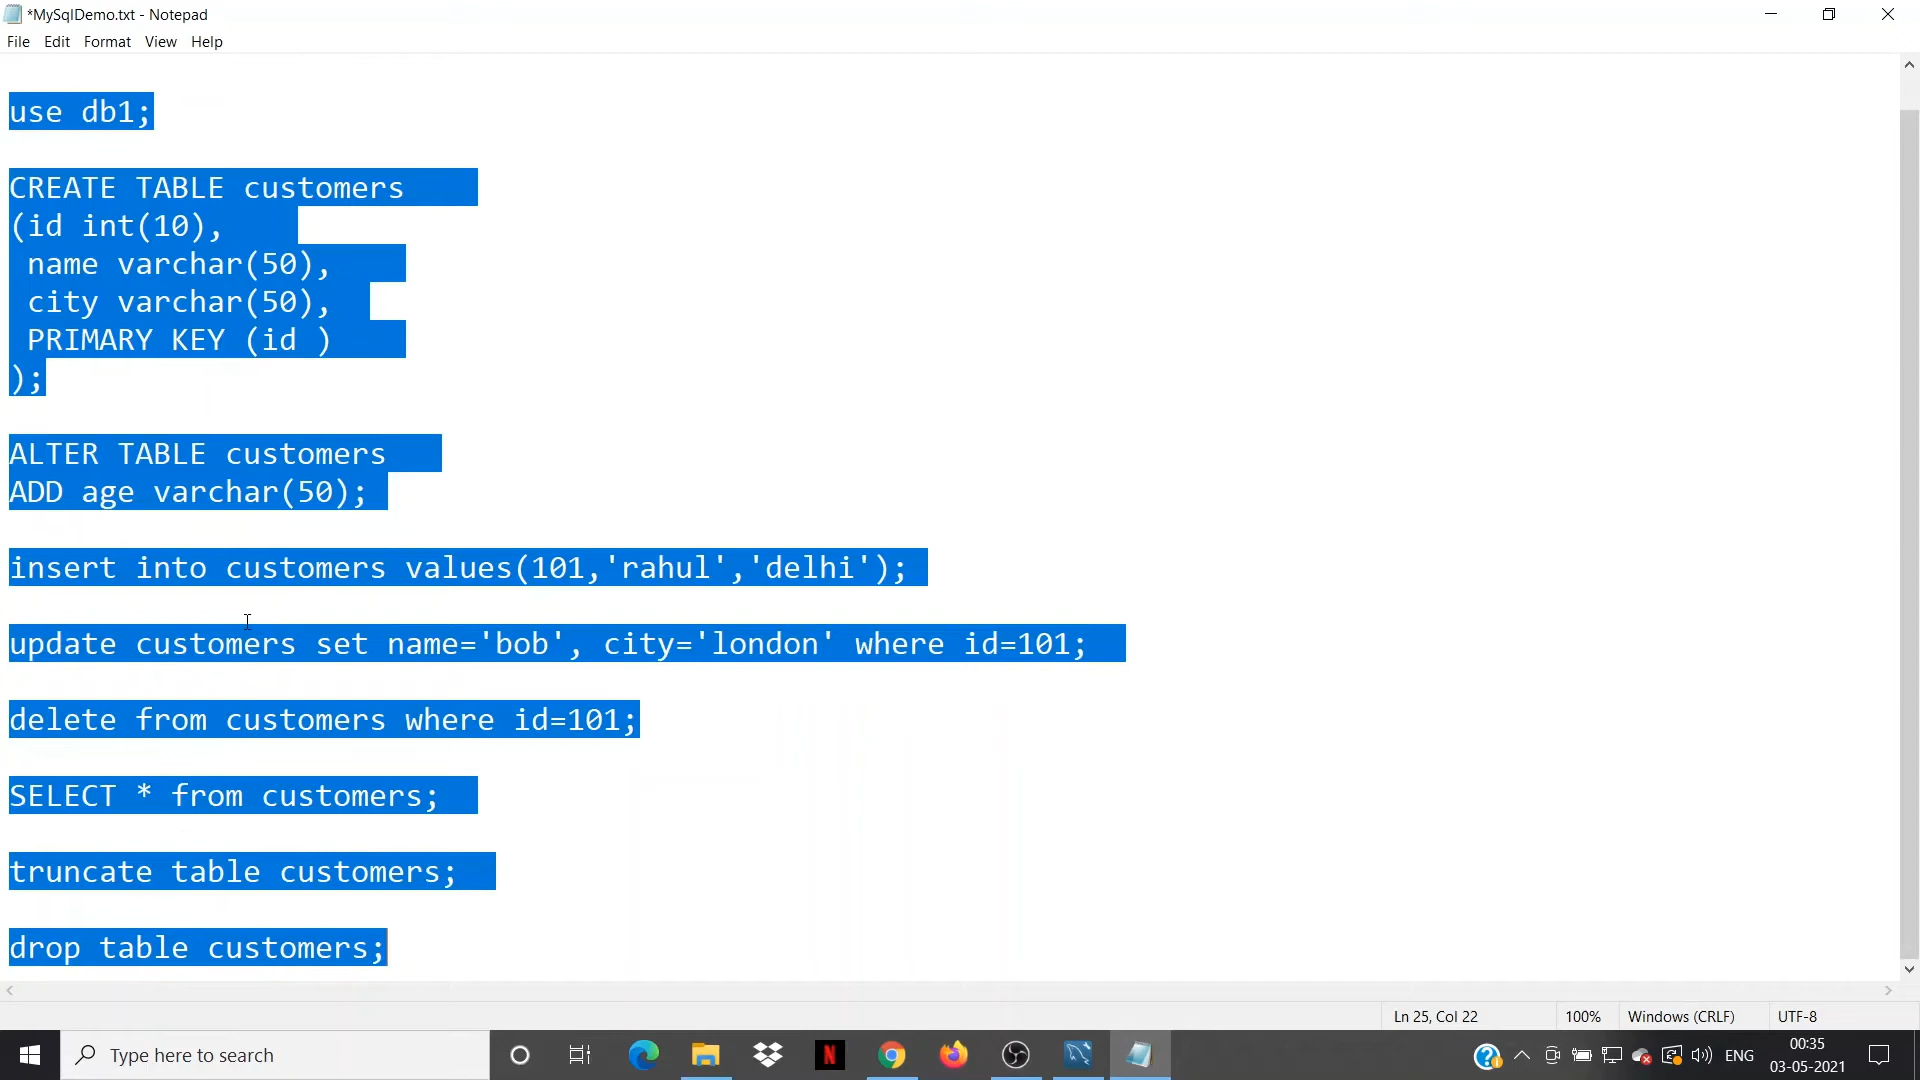 *MySqlDemo.txt - Notepad
File Edit Format View Help
use db1;
CREATE TABLE customers
(id int(10),
name varchar(50),
city varchar(50),
PRIMARY KEY (id )
);
ALTER TABLE customers
ADD age varchar(50);
insert into customers values(101,'rahul','delhi');
update customers set name='bob', city='london' where id=101;
delete from customers where id=101;
SELECT * from customers;
truncate table customers;
drop table customers;
Ln 25, Col 22 100% Windows (CRLF) UTF-8
Type here to search
N
ENG
00:35
03-05-2021